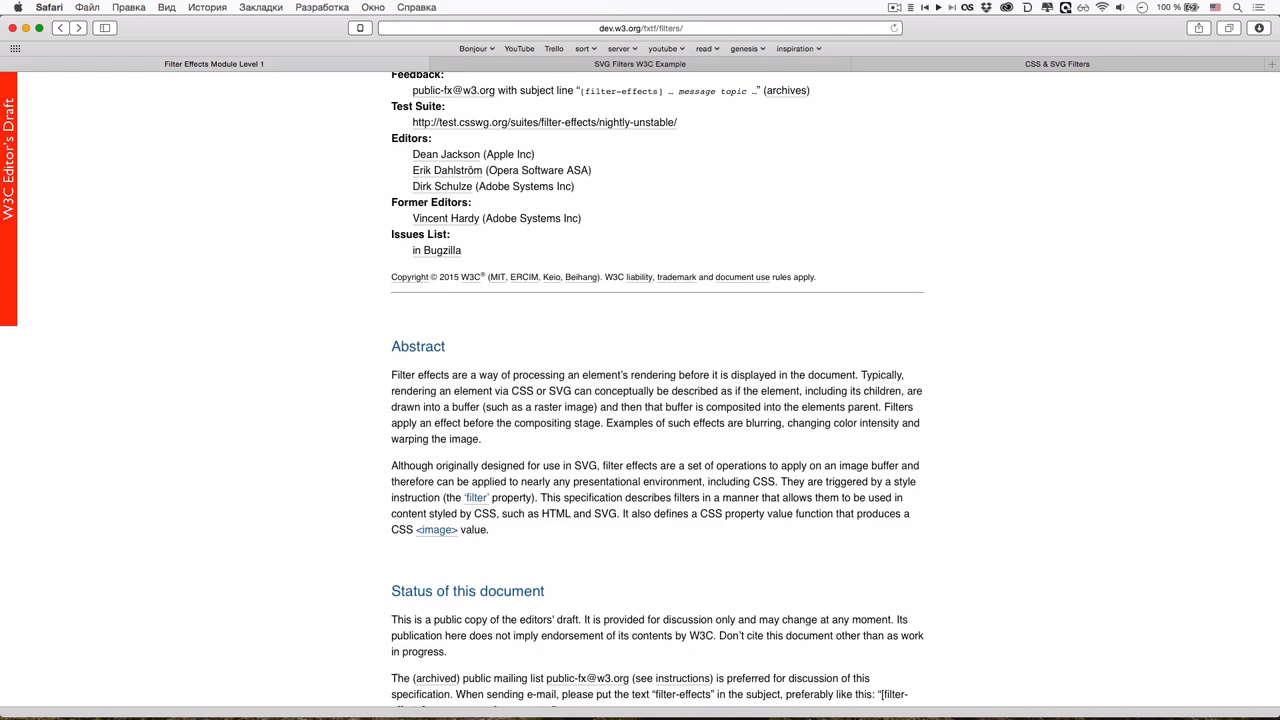 Safari Файл Правка Вид История Закладки Разработка Окно Справка 100 %
dev.w3.org/fxtf/filters/
Bonjour YouTube Trello sort server youtube read genesis inspiration
Filter Effects Module Level 1 SVG Filters W3C Example CSS & SVG Filters
W3C Editor's Draft
Feedback:
public-fx@w3.org with subject line “[filter-effects] … message topic …” (archives)
Test Suite:
http://test.csswg.org/suites/filter-effects/nightly-unstable/
Editors:
Dean Jackson (Apple Inc)
Erik Dahlström (Opera Software ASA)
Dirk Schulze (Adobe Systems Inc)
Former Editors:
Vincent Hardy (Adobe Systems Inc)
Issues List:
in Bugzilla
Copyright © 2015 W3C® (MIT, ERCIM, Keio, Beihang). W3C liability, trademark and document use rules apply.
Abstract
Filter effects are a way of processing an element’s rendering before it is displayed in the document. Typically,
rendering an element via CSS or SVG can conceptually be described as if the element, including its children, are
drawn into a buffer (such as a raster image) and then that buffer is composited into the elements parent. Filters
apply an effect before the compositing stage. Examples of such effects are blurring, changing color intensity and
warping the image.
Although originally designed for use in SVG, filter effects are a set of operations to apply on an image buffer and
therefore can be applied to nearly any presentational environment, including CSS. They are triggered by a style
instruction (the ‘filter’ property). This specification describes filters in a manner that allows them to be used in
content styled by CSS, such as HTML and SVG. It also defines a CSS property value function that produces a
CSS <image> value.
Status of this document
This is a public copy of the editors’ draft. It is provided for discussion only and may change at any moment. Its
publication here does not imply endorsement of its contents by W3C. Don’t cite this document other than as work
in progress.
The (archived) public mailing list public-fx@w3.org (see instructions) is preferred for discussion of this
specification. When sending e-mail, please put the text “filter-effects” in the subject, preferably like this: “[filter-